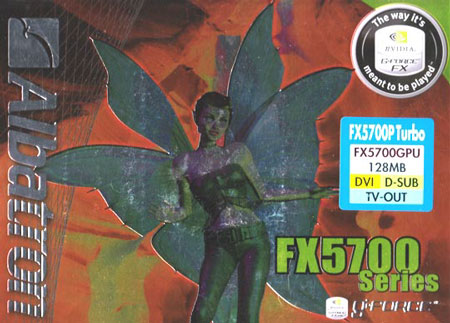 Albatron
The way it's
NVIDIA
GEFORCE
FX
meant to be played
FX5700P Turbo
FX5700GPU
128MB
DVI D-SUB
TV-OUT
FX5700
Series
NVIDIA
GEFORCE